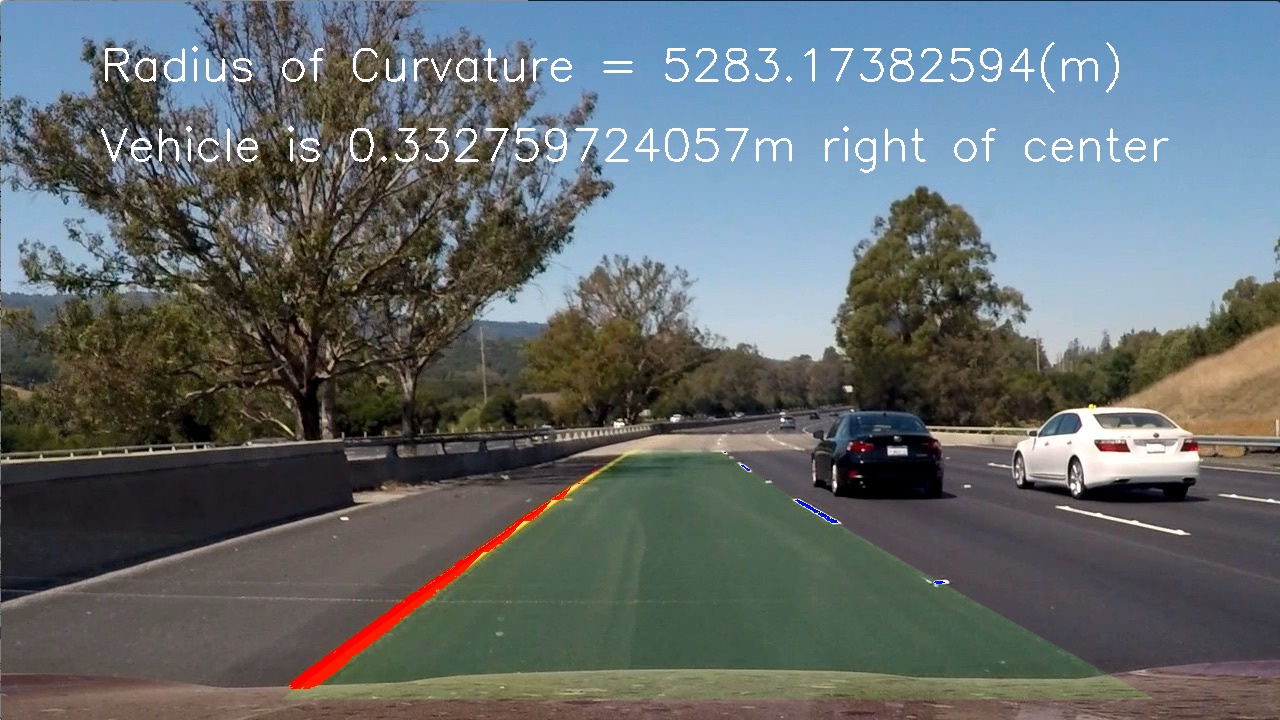 Radius of Curvature = 5283.17382594(m)
Vehicle is 0.332759724057m right of center